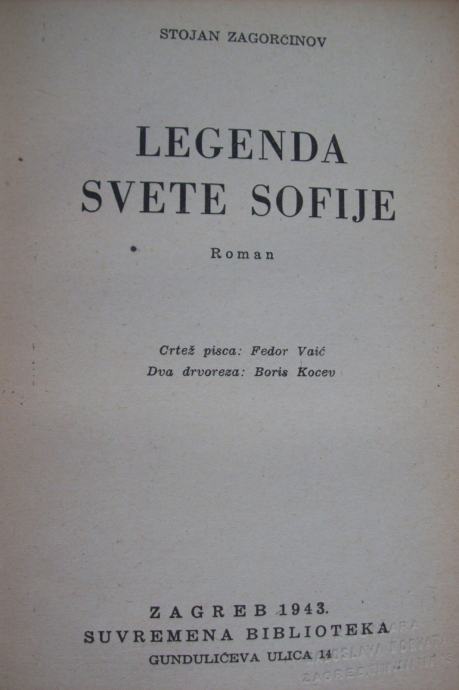 STOJAN ZAGORČINOV
LEGENDA
SVETE SOFIJE
Roman
Crtež pisca: Fedor Vaić
Dva drvoreza: Boris Kocev
ZAGREB 1943.
SUVREMENA BIBLIOTEKA
GUNDULIĆEVA ULICA 14